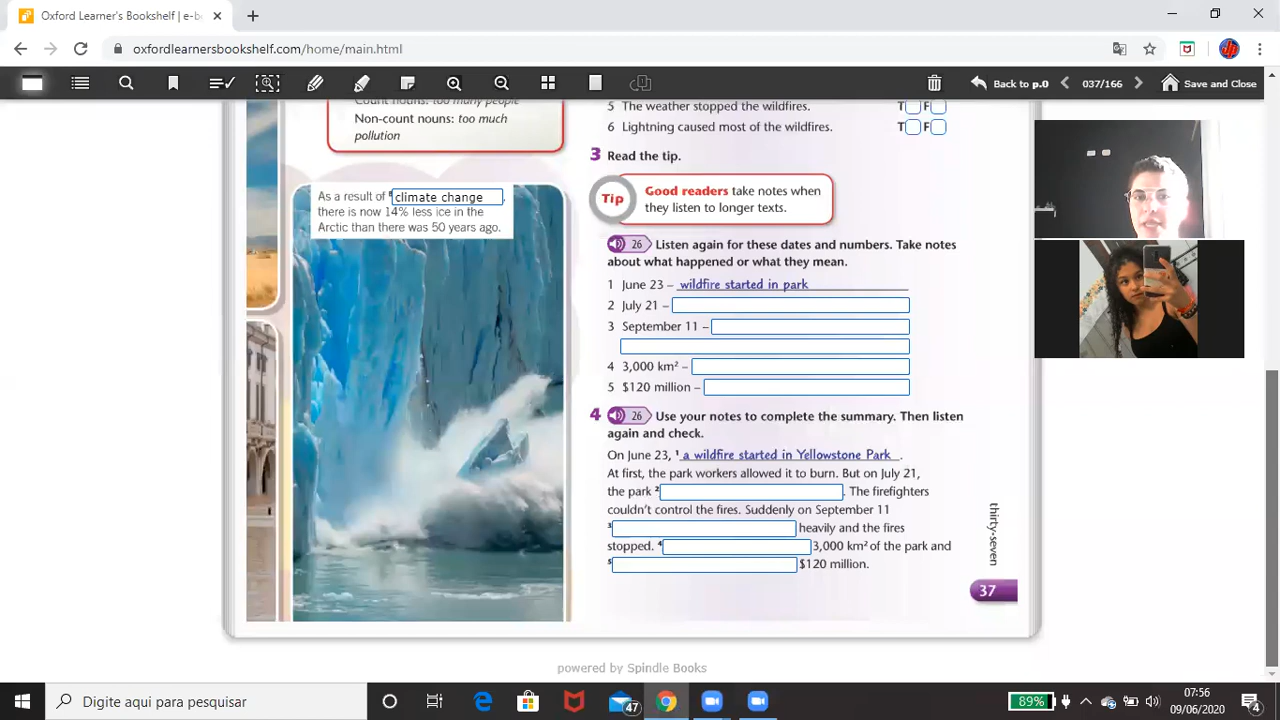 Oxford Learner's Bookshelf | e-b
oxfordlearnersbookshelf.com/home/main.html
Back to p.0
037/166
Save and Close
Count nouns: too many people
Non-count nouns: too much
pollution
As a result of 8 climate change,
there is now 14% less ice in the
Arctic than there was 50 years ago.
5 The weather stopped the wildfires. T F
6 Lightning caused most of the wildfires. T F
3 Read the tip.
Tip
Good readers take notes when
they listen to longer texts.
26 Listen again for these dates and numbers. Take notes
about what happened or what they mean.
1 June 23 – wildfire started in park
2 July 21 –
3 September 11 –
4 3,000 km² –
5 $120 million –
4 26 Use your notes to complete the summary. Then listen
again and check.
On June 23, 1 a wildfire started in Yellowstone Park .
At first, the park workers allowed it to burn. But on July 21,
the park 2 . The firefighters
couldn't control the fires. Suddenly on September 11
3 heavily and the fires
stopped. 4 3,000 km² of the park and
5 $120 million.
thirty-seven
37
powered by Spindle Books
Digite aqui para pesquisar
47
89%
07:56
09/06/2020
4